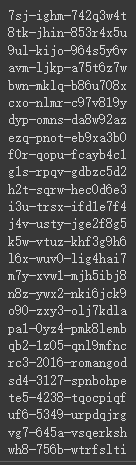 7sj-ighm-742q3w4t
8tk-jhin-853r4x5u
9ul-kijo-964s5y6v
avm-ljkp-a75t6z7w
bwn-mklq-b86u708x
cxo-nlmr-c97v819y
dyp-omns-da8w92az
ezq-pnot-eb9xa3b0
f0r-qopu-fcayb4c1
g1s-rpqv-gdbzc5d2
h2t-sqrw-hec0d6e3
i3u-trsx-ifd1e7f4
j4v-usty-jge2f8g5
k5w-vtuz-khf3g9h6
l6x-wuv0-lig4hai7
m7y-xvw1-mjh5ibj8
n8z-ywx2-nki6jck9
o90-zxy3-olj7kdla
pa1-0yz4-pmk8lemb
qb2-1z05-qnl9mfnc
rc3-2016-romangod
sd4-3127-spnbohpe
te5-4238-tqocpiqf
uf6-5349-urpdqjrg
vg7-645a-vsqerksh
wh8-756b-wtrfslti